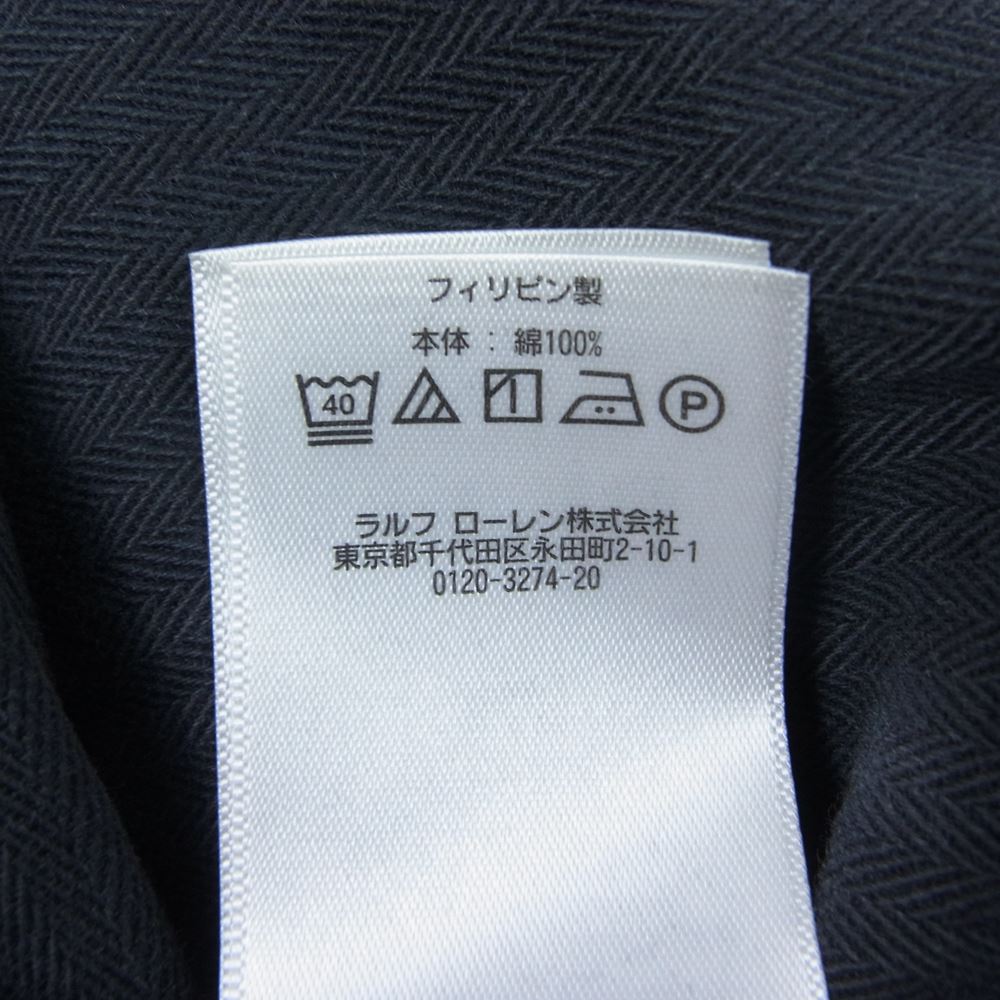 フィリピン製
本体 : 綿100%
40 P
ラルフ ローレン株式会社
東京都千代田区永田町2-10-1
0120-3274-20